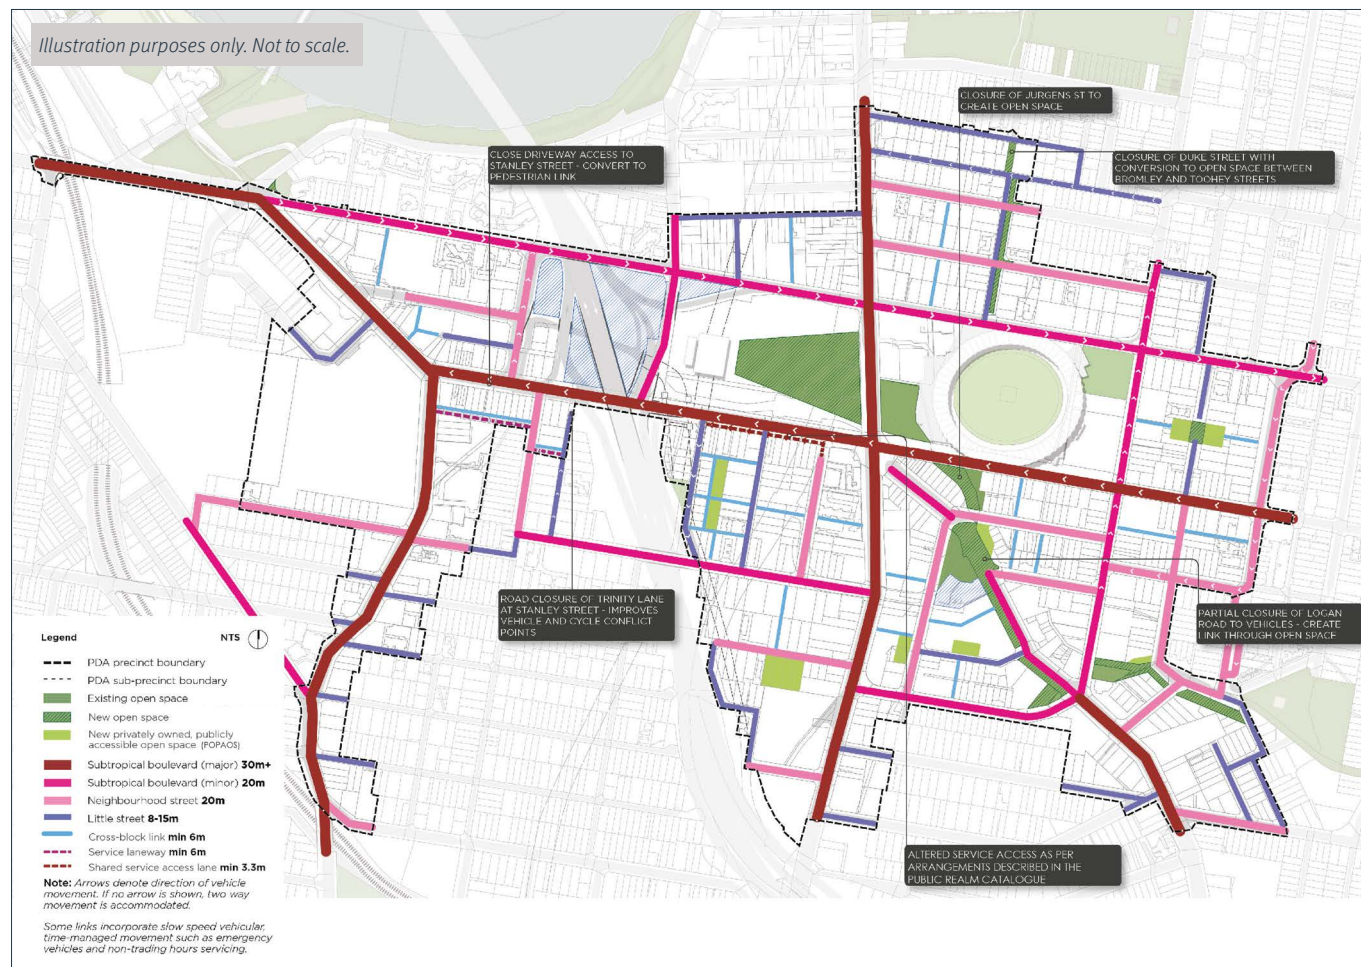 Illustration purposes only. Not to scale.
CLOSURE OF JURGENS ST TO
CREATE OPEN SPACE
CLOSE DRIVEWAY ACCESS TO
STANLEY STREET - CONVERT TO
PEDESTRIAN LINK
CLOSURE OF DUKE STREET WITH
CONVERSION TO OPEN SPACE BETWEEN
BROMLEY AND TOOHEY STREETS
ROAD CLOSURE OF TRINITY LANE
AT STANLEY STREET - IMPROVES
VEHICLE AND CYCLE CONFLICT
POINTS
PARTIAL CLOSURE OF LOGAN
ROAD TO VEHICLES - CREATE
LINK THROUGH OPEN SPACE
ALTERED SERVICE ACCESS AS PER
ARRANGEMENTS DESCRIBED IN THE
PUBLIC REALM CATALOGUE
Legend NTS
PDA precinct boundary
PDA sub-precinct boundary
Existing open space
New open space
New privately owned, publicly
accessible open space (POPAOS)
Subtropical boulevard (major) 30m+
Subtropical boulevard (minor) 20m
Neighbourhood street 20m
Little street 8-15m
Cross-block link min 6m
Service laneway min 6m
Shared service access lane min 3.3m
Note: Arrows denote direction of vehicle
movement. If no arrow is shown, two way
movement is accommodated.
Some links incorporate slow speed vehicular,
time-managed movement such as emergency
vehicles and non-trading hours servicing.